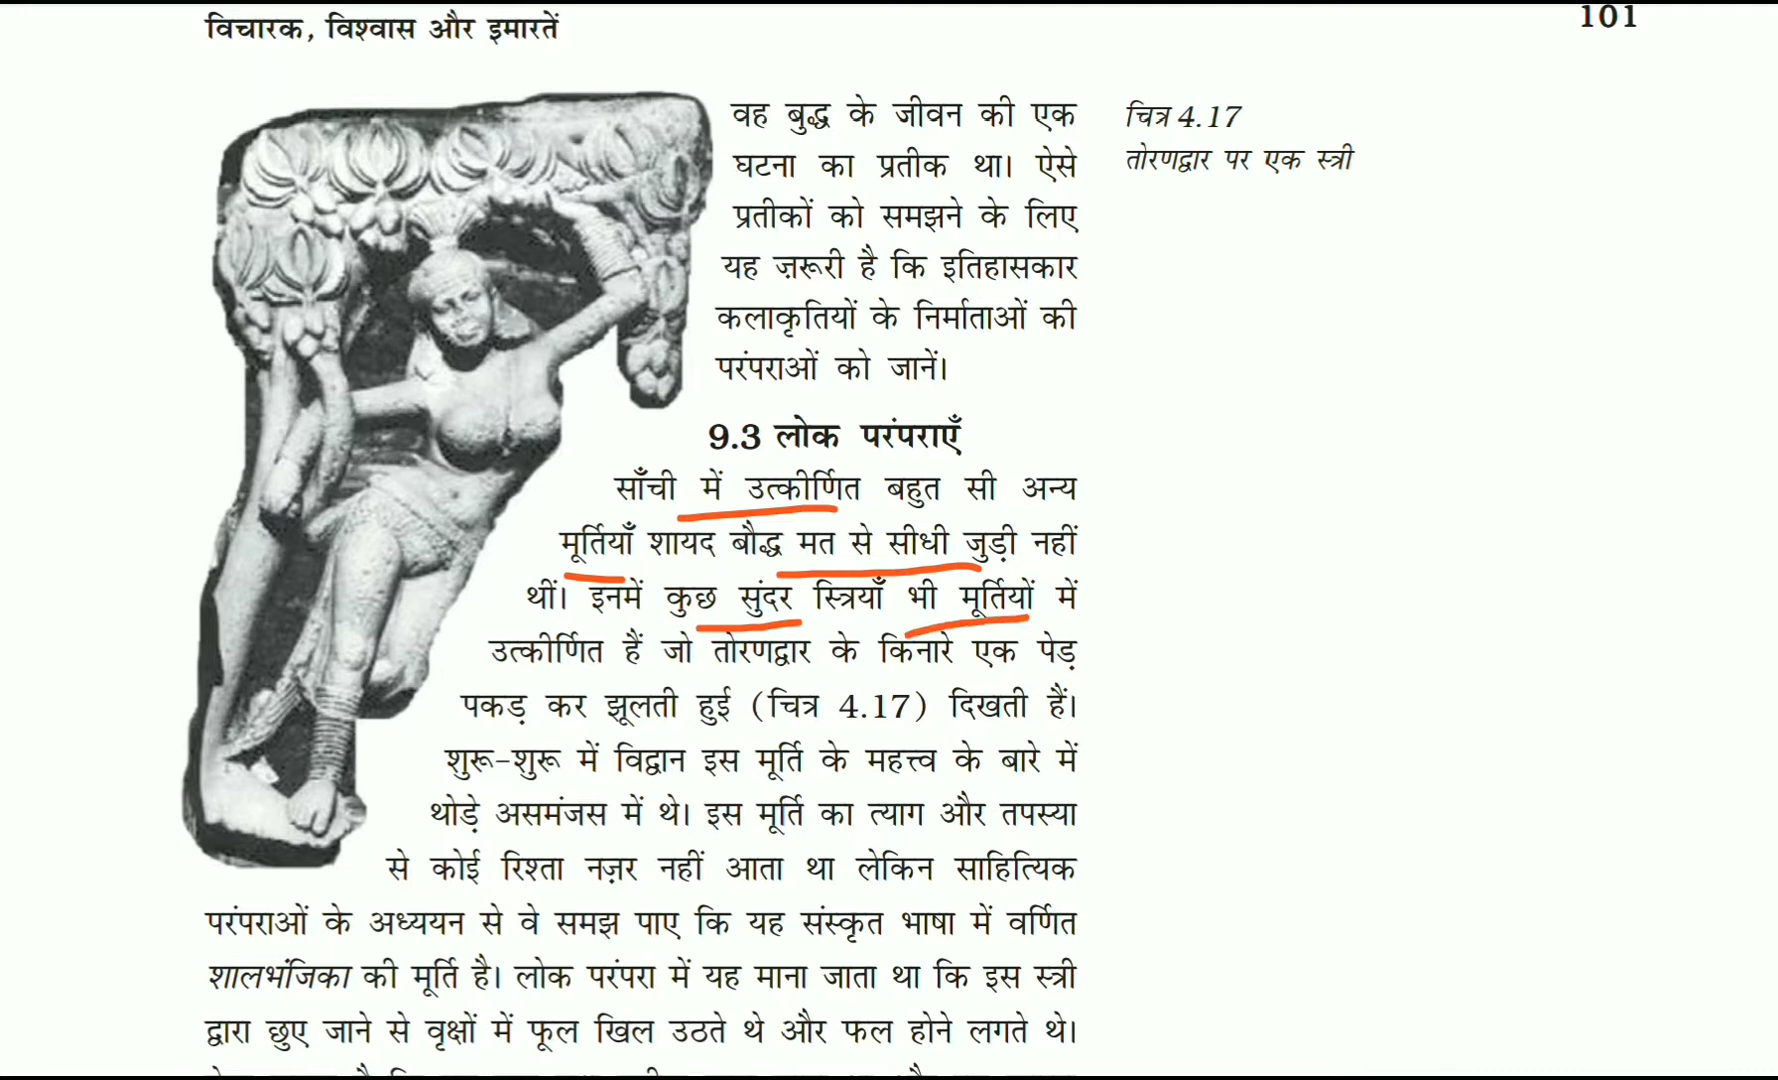 विचारक, विश्वास और इमारतें
101
वह बुद्ध के जीवन की एक
घटना का प्रतीक था। ऐसे
प्रतीकों को समझने के लिए
यह ज़रूरी है कि इतिहासकार
कलाकृतियों के निर्माताओं की
परंपराओं को जानें।
चित्र 4.17
तोरणद्वार पर एक स्त्री
9.3 लोक परंपराएँ
साँची में उत्कीर्णित बहुत सी अन्य
मूर्तियाँ शायद बौद्ध मत से सीधी जुड़ी नहीं
थीं। इनमें कुछ सुंदर स्त्रियाँ भी मूर्तियों में
उत्कीर्णित हैं जो तोरणद्वार के किनारे एक पेड़
पकड़ कर झूलती हुई (चित्र 4.17) दिखती हैं।
शुरू-शुरू में विद्वान इस मूर्ति के महत्त्व के बारे में
थोड़े असमंजस में थे। इस मूर्ति का त्याग और तपस्या
से कोई रिश्ता नज़र नहीं आता था लेकिन साहित्यिक
परंपराओं के अध्ययन से वे समझ पाए कि यह संस्कृत भाषा में वर्णित
शालभंजिका की मूर्ति है। लोक परंपरा में यह माना जाता था कि इस स्त्री
द्वारा छुए जाने से वृक्षों में फूल खिल उठते थे और फल होने लगते थे।